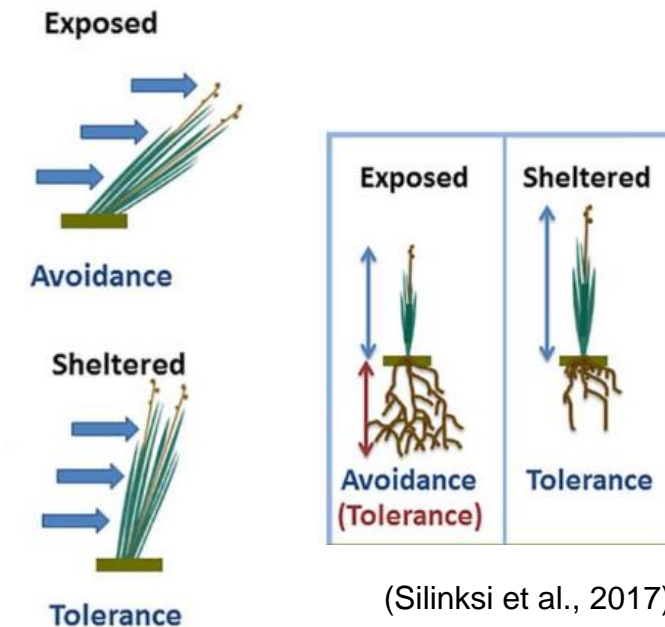 Exposed
Avoidance
Sheltered
Tolerance
Exposed
Avoidance
(Tolerance)
Sheltered
Tolerance
(Silinksi et al., 2017)